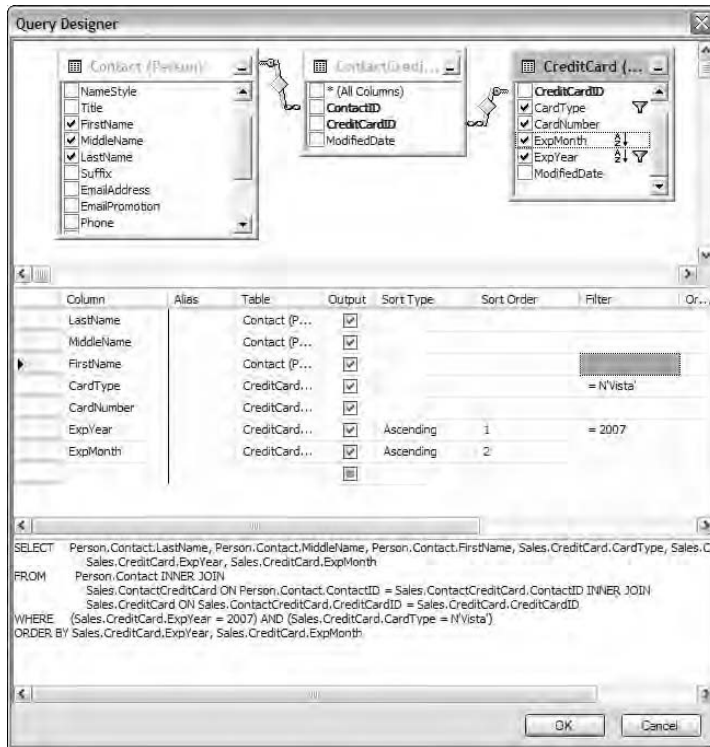 Query Designer
Contact (Person)
NameStyle
Title
FirstName
MiddleName
LastName
Suffix
EmailAddress
EmailPromotion
Phone
* (All Columns)
ContactID
CreditCardID
ModifiedDate
CreditCard (...
CreditCardID
CardType
CardNumber
ExpMonth
ExpYear
ModifiedDate
Column Alias Table Output Sort Type Sort Order Filter Or...
LastName Contact (P...
MiddleName Contact (P...
FirstName Contact (P...
CardType CreditCard... = N'Vista'
CardNumber CreditCard...
ExpYear CreditCard... Ascending 1 = 2007
ExpMonth CreditCard... Ascending 2
SELECT Person.Contact.LastName, Person.Contact.MiddleName, Person.Contact.FirstName, Sales.CreditCard.CardType, Sales.C
Sales.CreditCard.ExpYear, Sales.CreditCard.ExpMonth
FROM Person.Contact INNER JOIN
Sales.ContactCreditCard ON Person.Contact.ContactID = Sales.ContactCreditCard.ContactID INNER JOIN
Sales.CreditCard ON Sales.ContactCreditCard.CreditCardID = Sales.CreditCard.CreditCardID
WHERE (Sales.CreditCard.ExpYear = 2007) AND (Sales.CreditCard.CardType = N'Vista')
ORDER BY Sales.CreditCard.ExpYear, Sales.CreditCard.ExpMonth
OK Cancel